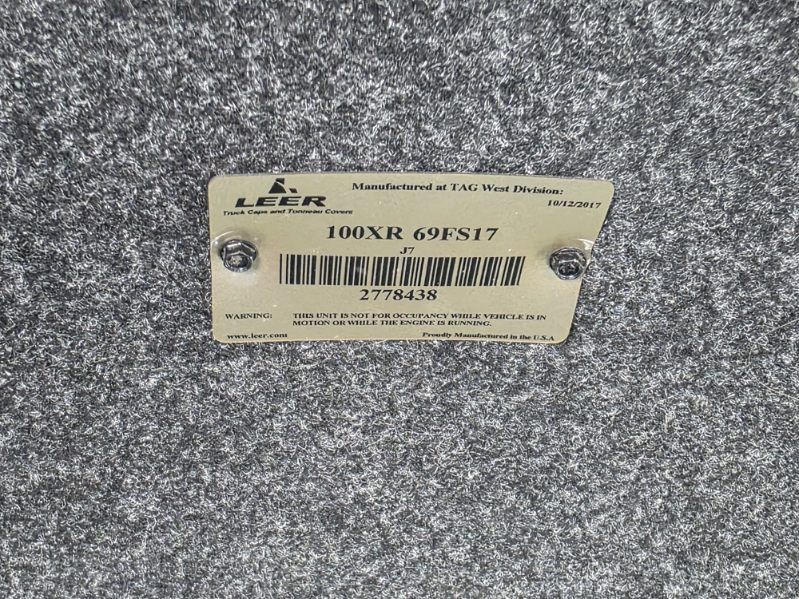 LEER
Truck Caps and Tonneau Covers
Manufactured at TAG West Division:
10/12/2017
100XR 69FS17
J7
2778438
WARNING: THIS UNIT IS NOT FOR OCCUPANCY WHILE VEHICLE IS IN
MOTION OR WHILE THE ENGINE IS RUNNING.
www.leer.com Proudly Manufactured in the U.S.A